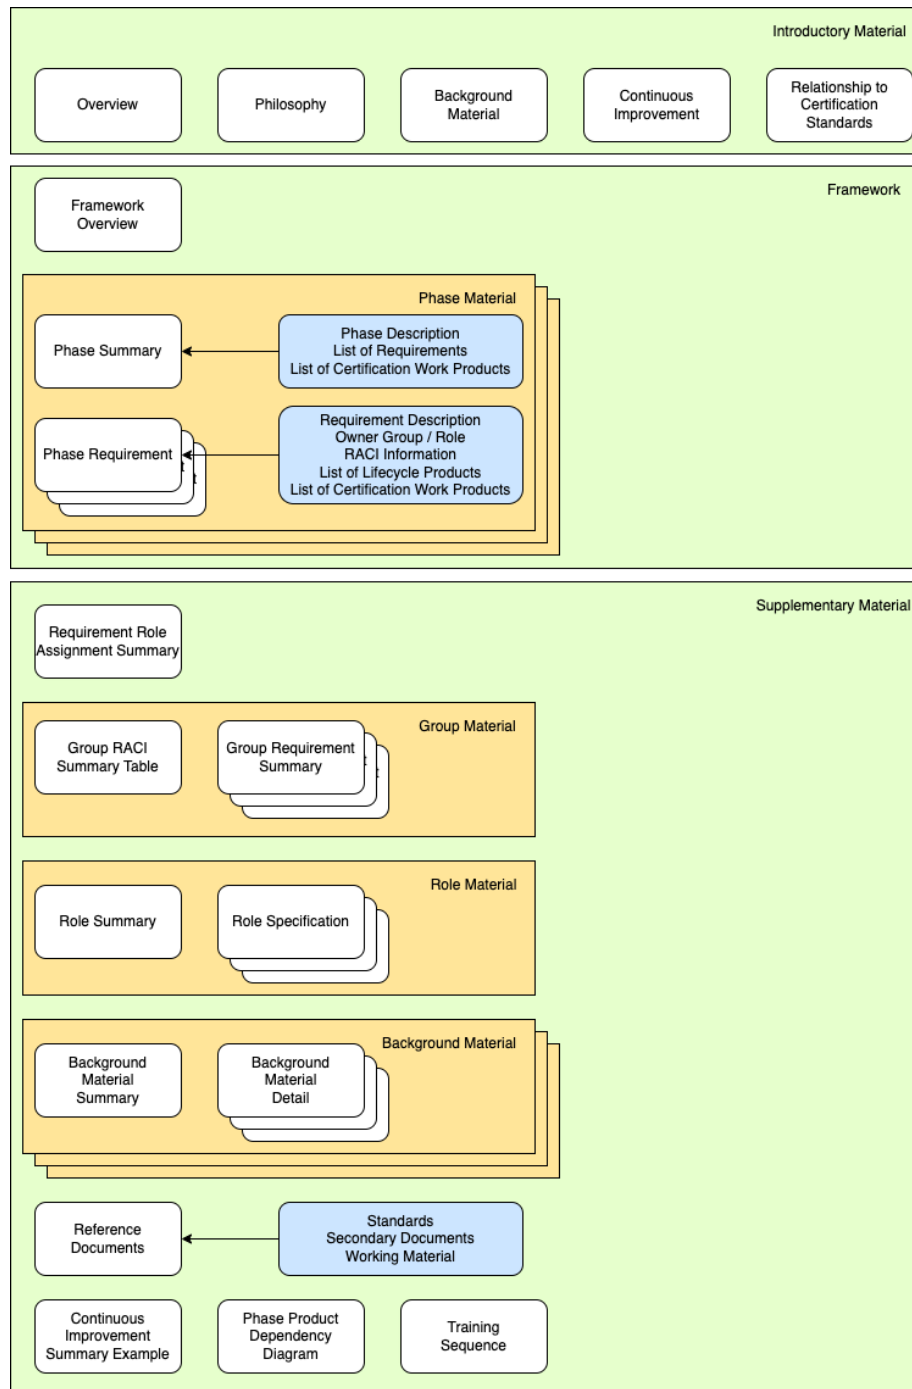 Introductory Material
Overview
Philosophy
Background
Material
Continuous
Improvement
Relationship to
Certification
Standards
Framework
Framework
Overview
Phase Material
Phase Summary
Phase Description
List of Requirements
List of Certification Work Products
Phase Requirement
Requirement Description
Owner Group / Role
RACI Information
List of Lifecycle Products
List of Certification Work Products
Supplementary Material
Requirement Role
Assignment Summary
Group Material
Group RACI
Summary Table
Group Requirement
Summary
Role Material
Role Summary
Role Specification
Background Material
Background
Material
Summary
Background
Material
Detail
Reference
Documents
Standards
Secondary Documents
Working Material
Continuous
Improvement
Summary Example
Phase Product
Dependency
Diagram
Training
Sequence